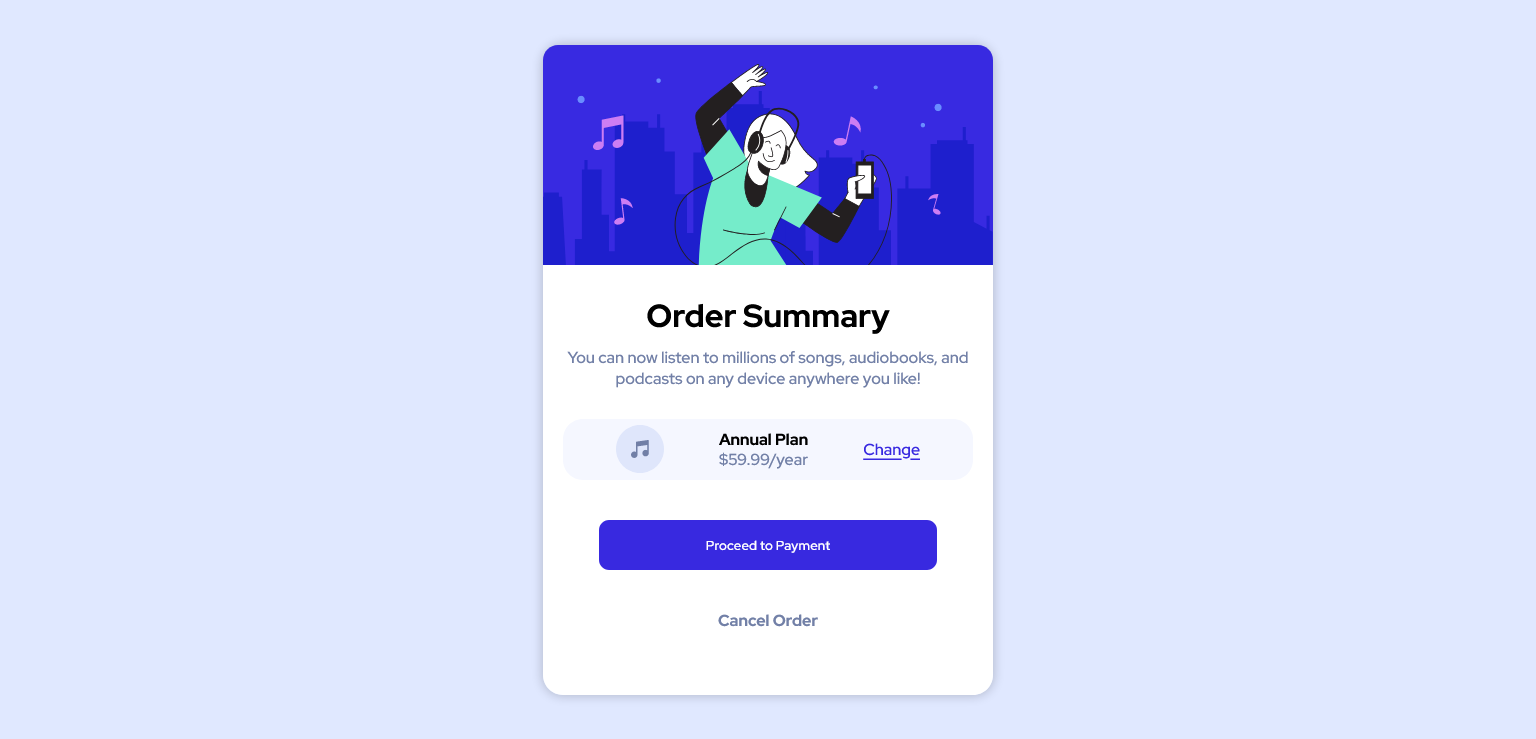 Order Summary
You can now listen to millions of songs, audiobooks, and
podcasts on any device anywhere you like!
Annual Plan
$59.99/year
Change
Proceed to Payment
Cancel Order